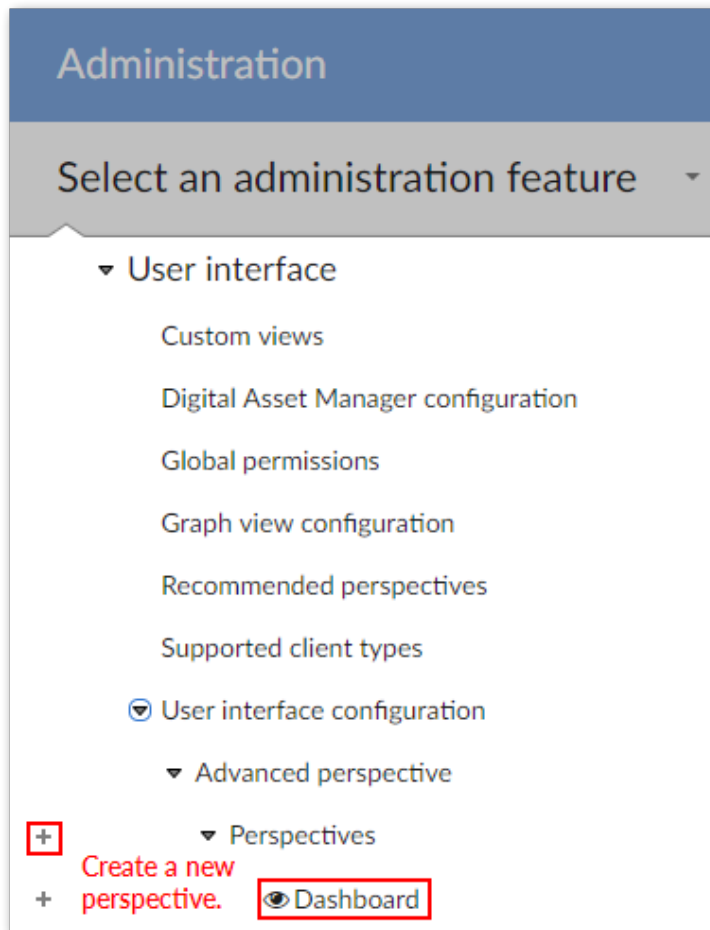 Administration
Select an administration feature
User interface
Custom views
Digital Asset Manager configuration
Global permissions
Graph view configuration
Recommended perspectives
Supported client types
User interface configuration
Advanced perspective
+ Perspectives
Create a new
+ perspective. Dashboard